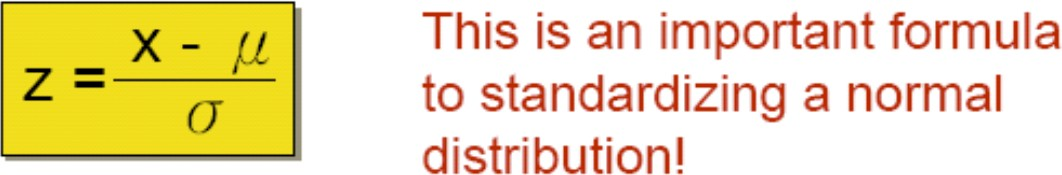 z = (x - μ) / σ
This is an important formula
to standardizing a normal
distribution!